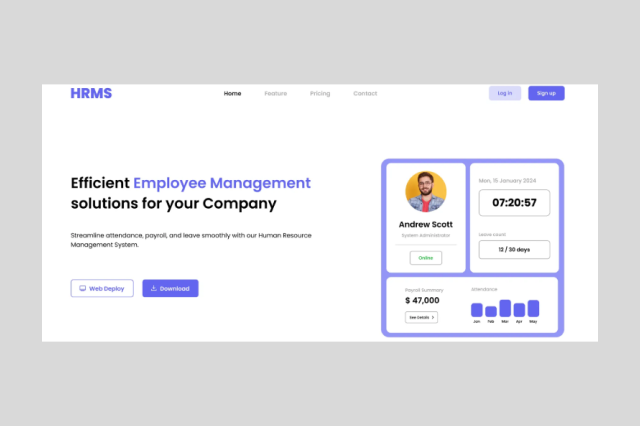 HRMS
Home Feature Pricing Contact
Log in Sign up
Efficient Employee Management
solutions for your Company
Streamline attendance, payroll, and leave smoothly with our Human Resource
Management System.
Web Deploy Download
Andrew Scott
System Administrator
Online
Mon, 15 January 2024
07:20:57
Leave count
12 / 30 days
Payroll Summary
$ 47,000
See Details
Attendance
Jan Feb Mar Apr May